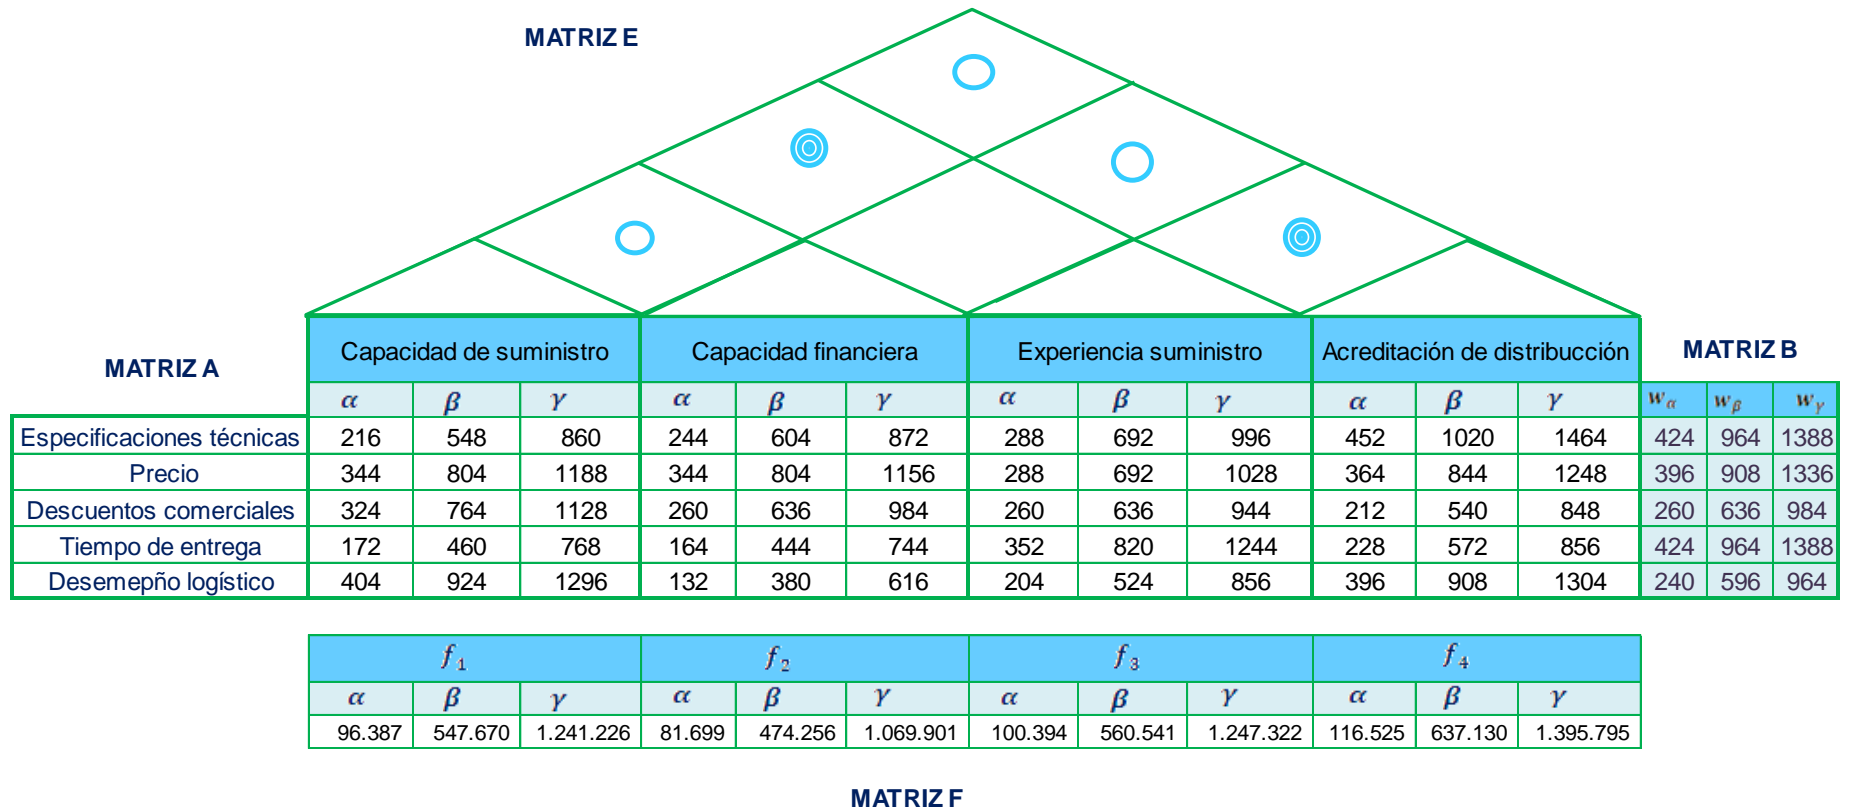 MATRIZ E
MATRIZ A
Capacidad de suministro Capacidad financiera Experiencia suministro Acreditación de distribucción
MATRIZ B
α β γ α β γ α β γ α β γ wα wβ wγ
Especificaciones técnicas 216 548 860 244 604 872 288 692 996 452 1020 1464 424 964 1388
Precio 344 804 1188 344 804 1156 288 692 1028 364 844 1248 396 908 1336
Descuentos comerciales 324 764 1128 260 636 984 260 636 944 212 540 848 260 636 984
Tiempo de entrega 172 460 768 164 444 744 352 820 1244 228 572 856 424 964 1388
Desemepño logístico 404 924 1296 132 380 616 204 524 856 396 908 1304 240 596 964
f1 f2 f3 f4
α β γ α β γ α β γ α β γ
96.387 547.670 1.241.226 81.699 474.256 1.069.901 100.394 560.541 1.247.322 116.525 637.130 1.395.795
MATRIZ F